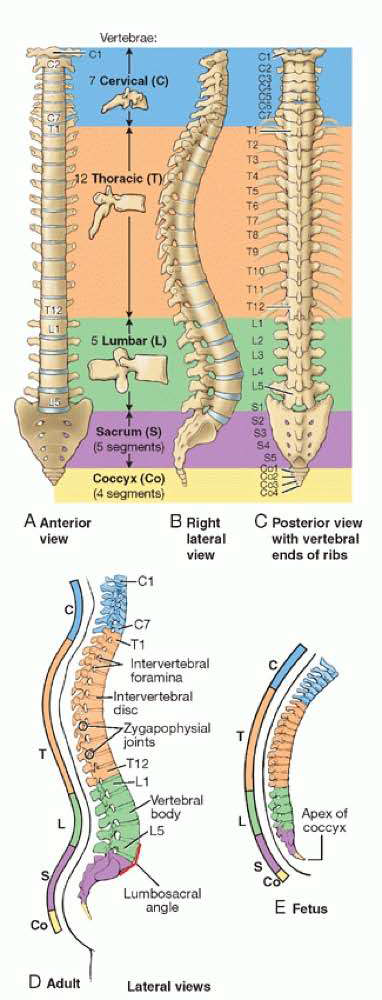 Vertebrae:
C1
C2
7 Cervical (C)
C7
T1
12 Thoracic (T)
T12
L1
5 Lumbar (L)
L5
Sacrum (S)
(5 segments)
Coccyx (Co)
(4 segments)
C1
C2
C3
C4
C5
C6
C7
T1
T2
T3
T4
T5
T6
T7
T8
T9
T10
T11
T12
L1
L2
L3
L4
L5
S1
S2
S3
S4
S5
Co1
Co2
Co3
Co4
A Anterior
view
B Right
lateral
view
C Posterior view
with vertebral
ends of ribs
C
T
L
S
Co
C1
C7
T1
Intervertebral
foramina
Intervertebral
disc
Zygapophysial
joints
T12
L1
Vertebral
body
L5
Lumbosacral
angle
D Adult
Lateral views
C
T
L
S
Co
Apex of
coccyx
E Fetus